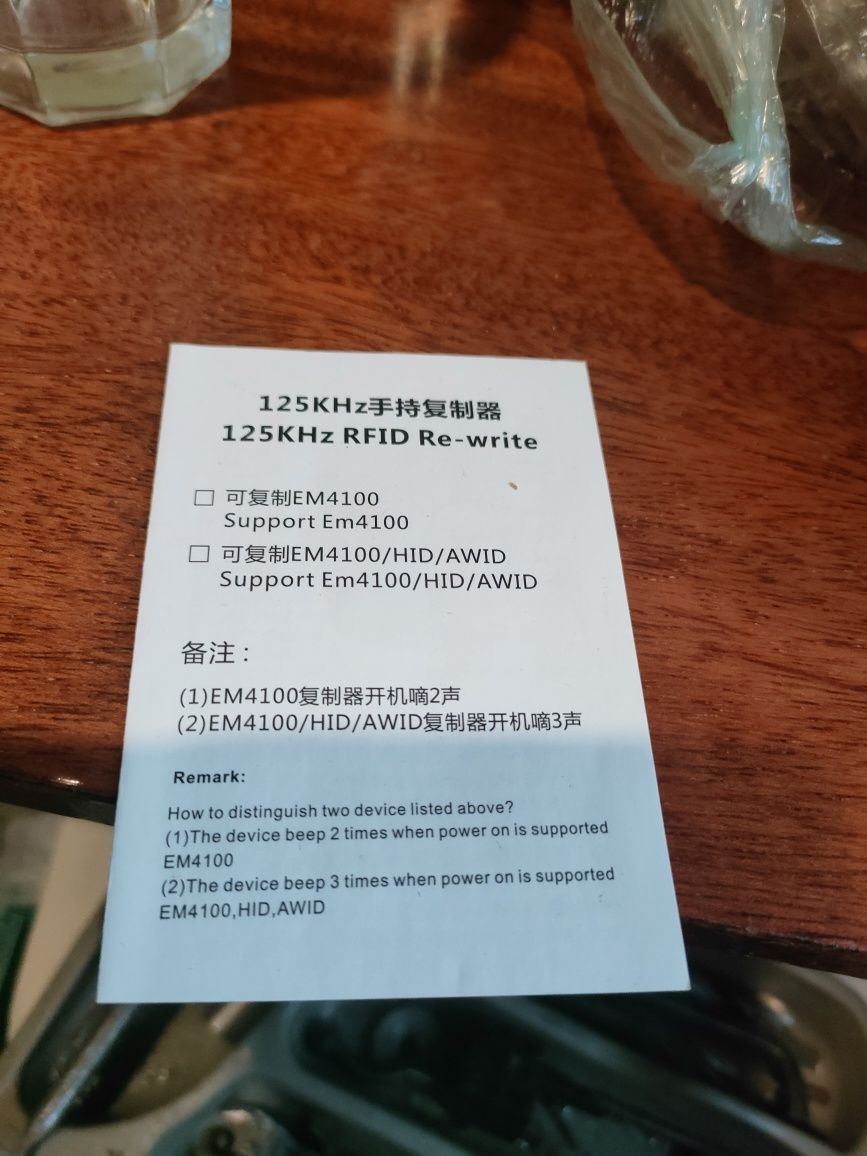 125KHz手持复制器
125KHz RFID Re-write
□ 可复制EM4100
Support Em4100
□ 可复制EM4100/HID/AWID
Support Em4100/HID/AWID
备注：
(1)EM4100复制器开机嘀2声
(2)EM4100/HID/AWID复制器开机嘀3声
Remark:
How to distinguish two device listed above?
(1)The device beep 2 times when power on is supported
EM4100
(2)The device beep 3 times when power on is supported
EM4100,HID,AWID